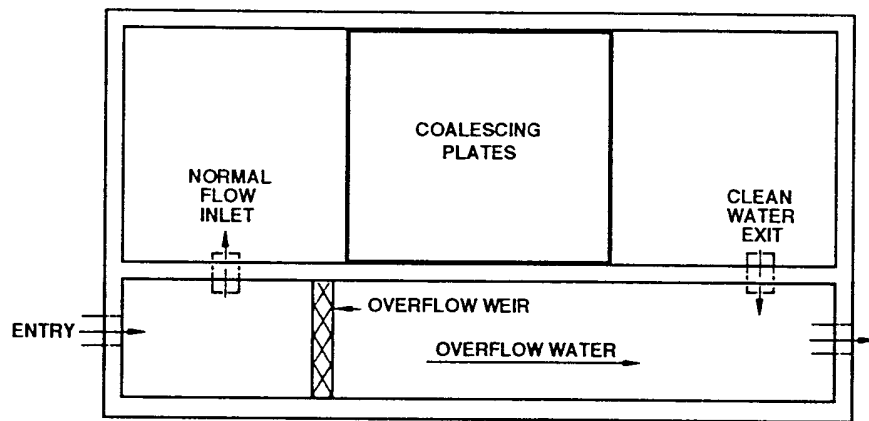 COALESCING
PLATES
NORMAL
FLOW
INLET
CLEAN
WATER
EXIT
ENTRY
OVERFLOW WEIR
OVERFLOW WATER